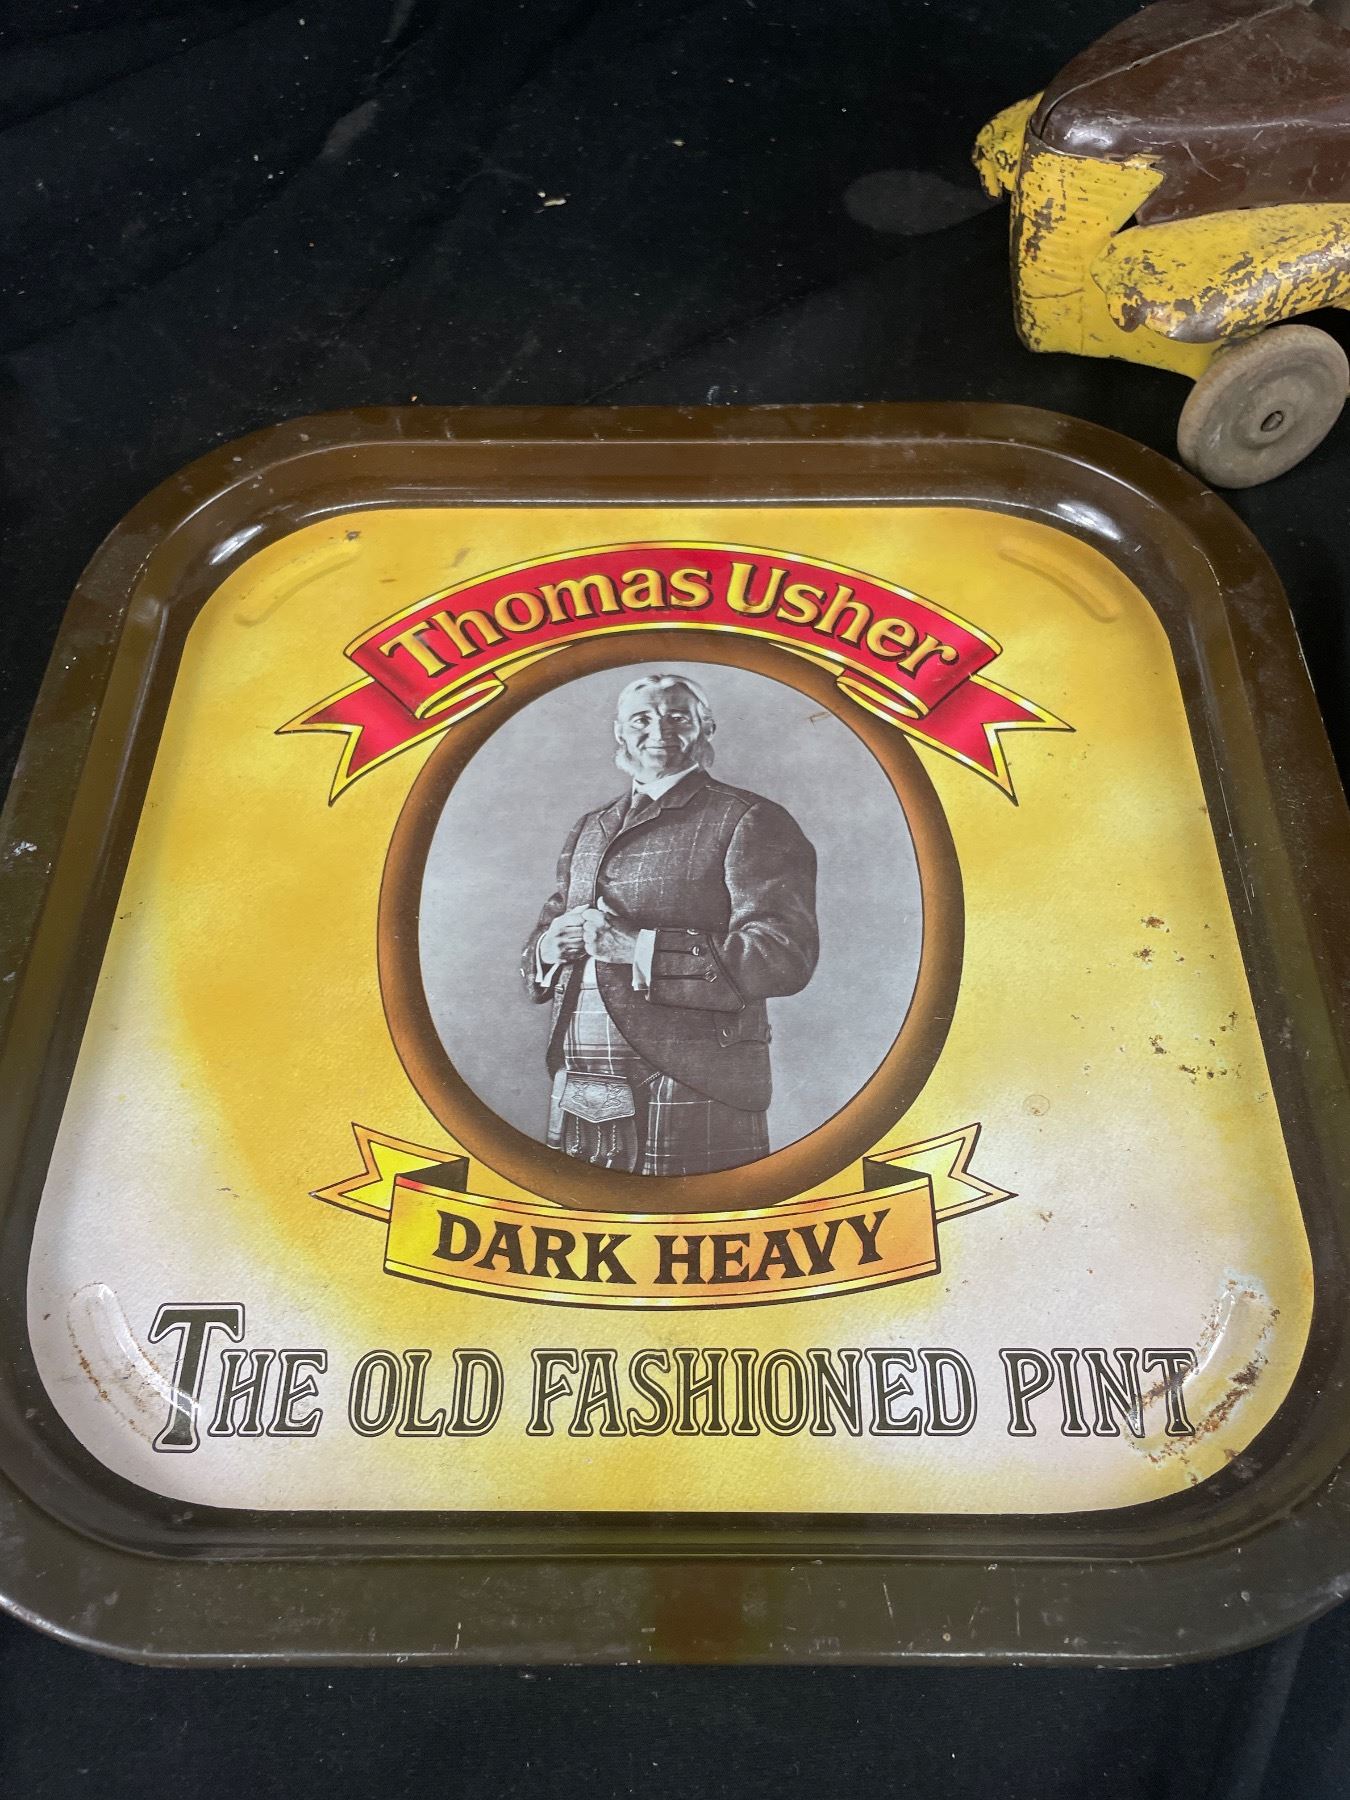 Thomas Usher
DARK HEAVY
THE OLD FASHIONED PINT